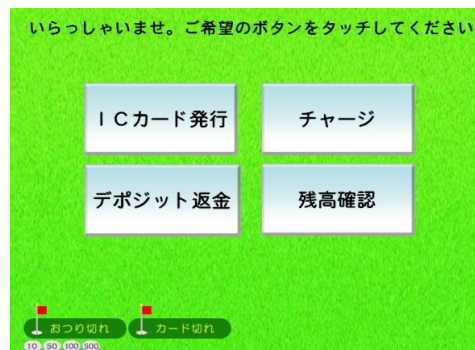 いらっしゃいませ。ご希望のボタンをタッチしてください
ＩＣカード発行
チャージ
デポジット返金
残高確認
おつり切れ
カード切れ
10 50 100 500